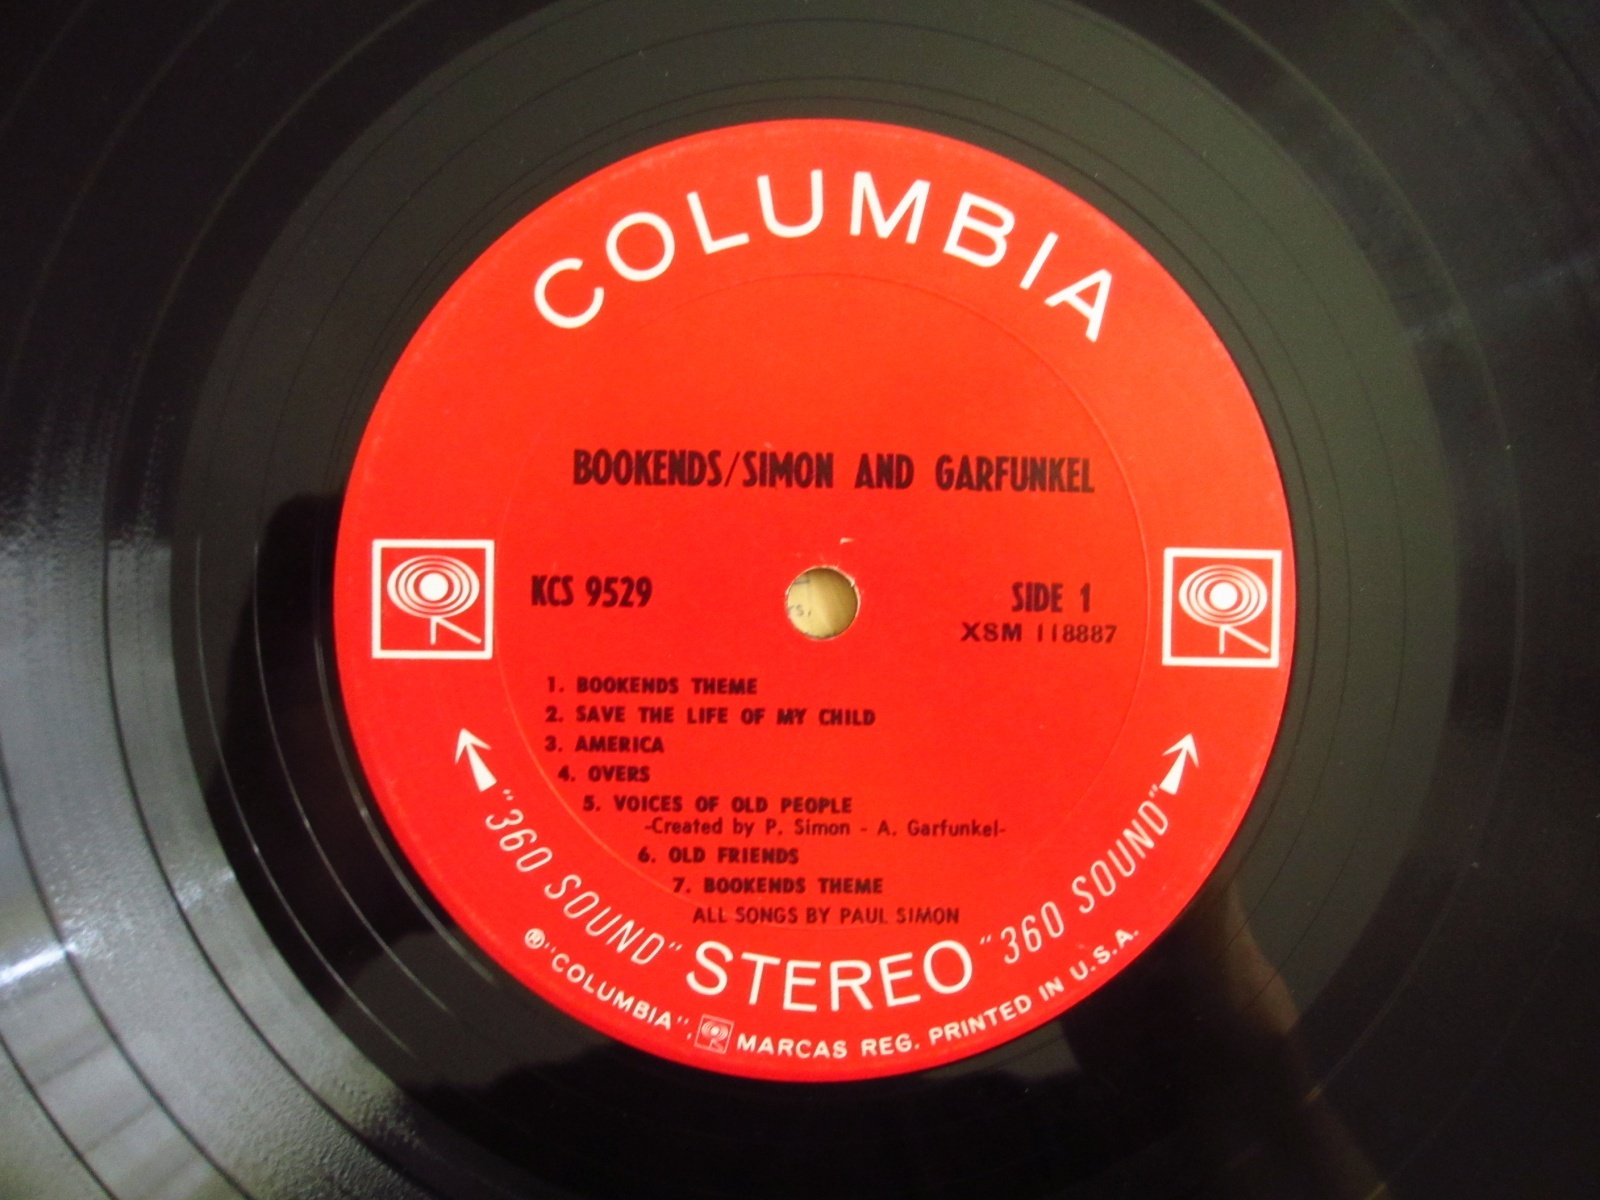 COLUMBIA
BOOKENDS/SIMON AND GARFUNKEL
KCS 9529
SIDE 1
XSM 118887
1. BOOKENDS THEME
2. SAVE THE LIFE OF MY CHILD
3. AMERICA
4. OVERS
5. VOICES OF OLD PEOPLE
-Created by P. Simon - A. Garfunkel-
6. OLD FRIENDS
7. BOOKENDS THEME
ALL SONGS BY PAUL SIMON
"360 SOUND" STEREO "360 SOUND"
® "COLUMBIA", MARCAS REG. PRINTED IN U.S.A.